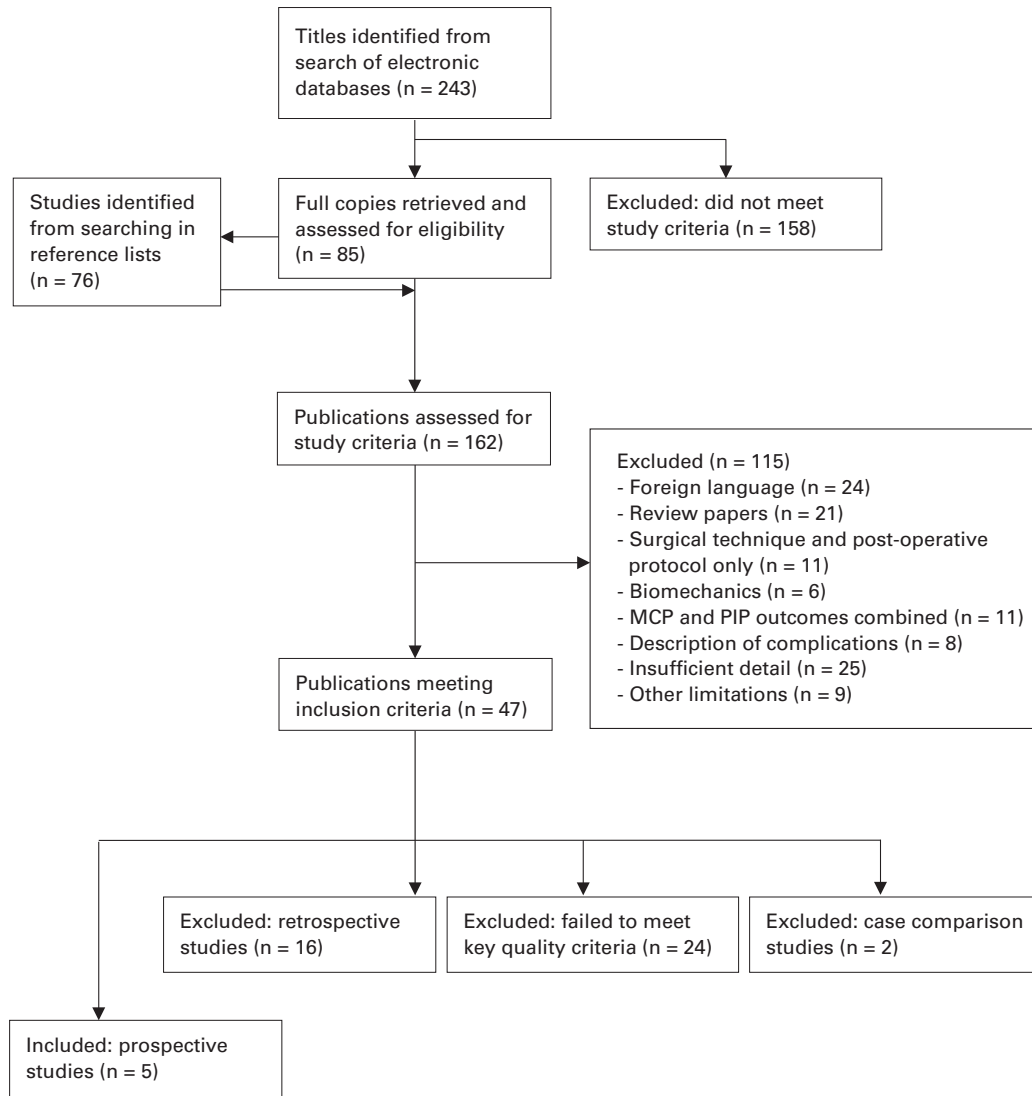 Titles identified from
search of electronic
databases (n = 243)
Studies identified
from searching in
reference lists
(n = 76)
Full copies retrieved and
assessed for eligibility
(n = 85)
Excluded: did not meet
study criteria (n = 158)
Publications assessed for
study criteria (n = 162)
Excluded (n = 115)
- Foreign language (n = 24)
- Review papers (n = 21)
- Surgical technique and post-operative
protocol only (n = 11)
- Biomechanics (n = 6)
- MCP and PIP outcomes combined (n = 11)
- Description of complications (n = 8)
- Insufficient detail (n = 25)
- Other limitations (n = 9)
Publications meeting
inclusion criteria (n = 47)
Excluded: retrospective
studies (n = 16)
Excluded: failed to meet
key quality criteria (n = 24)
Excluded: case comparison
studies (n = 2)
Included: prospective
studies (n = 5)